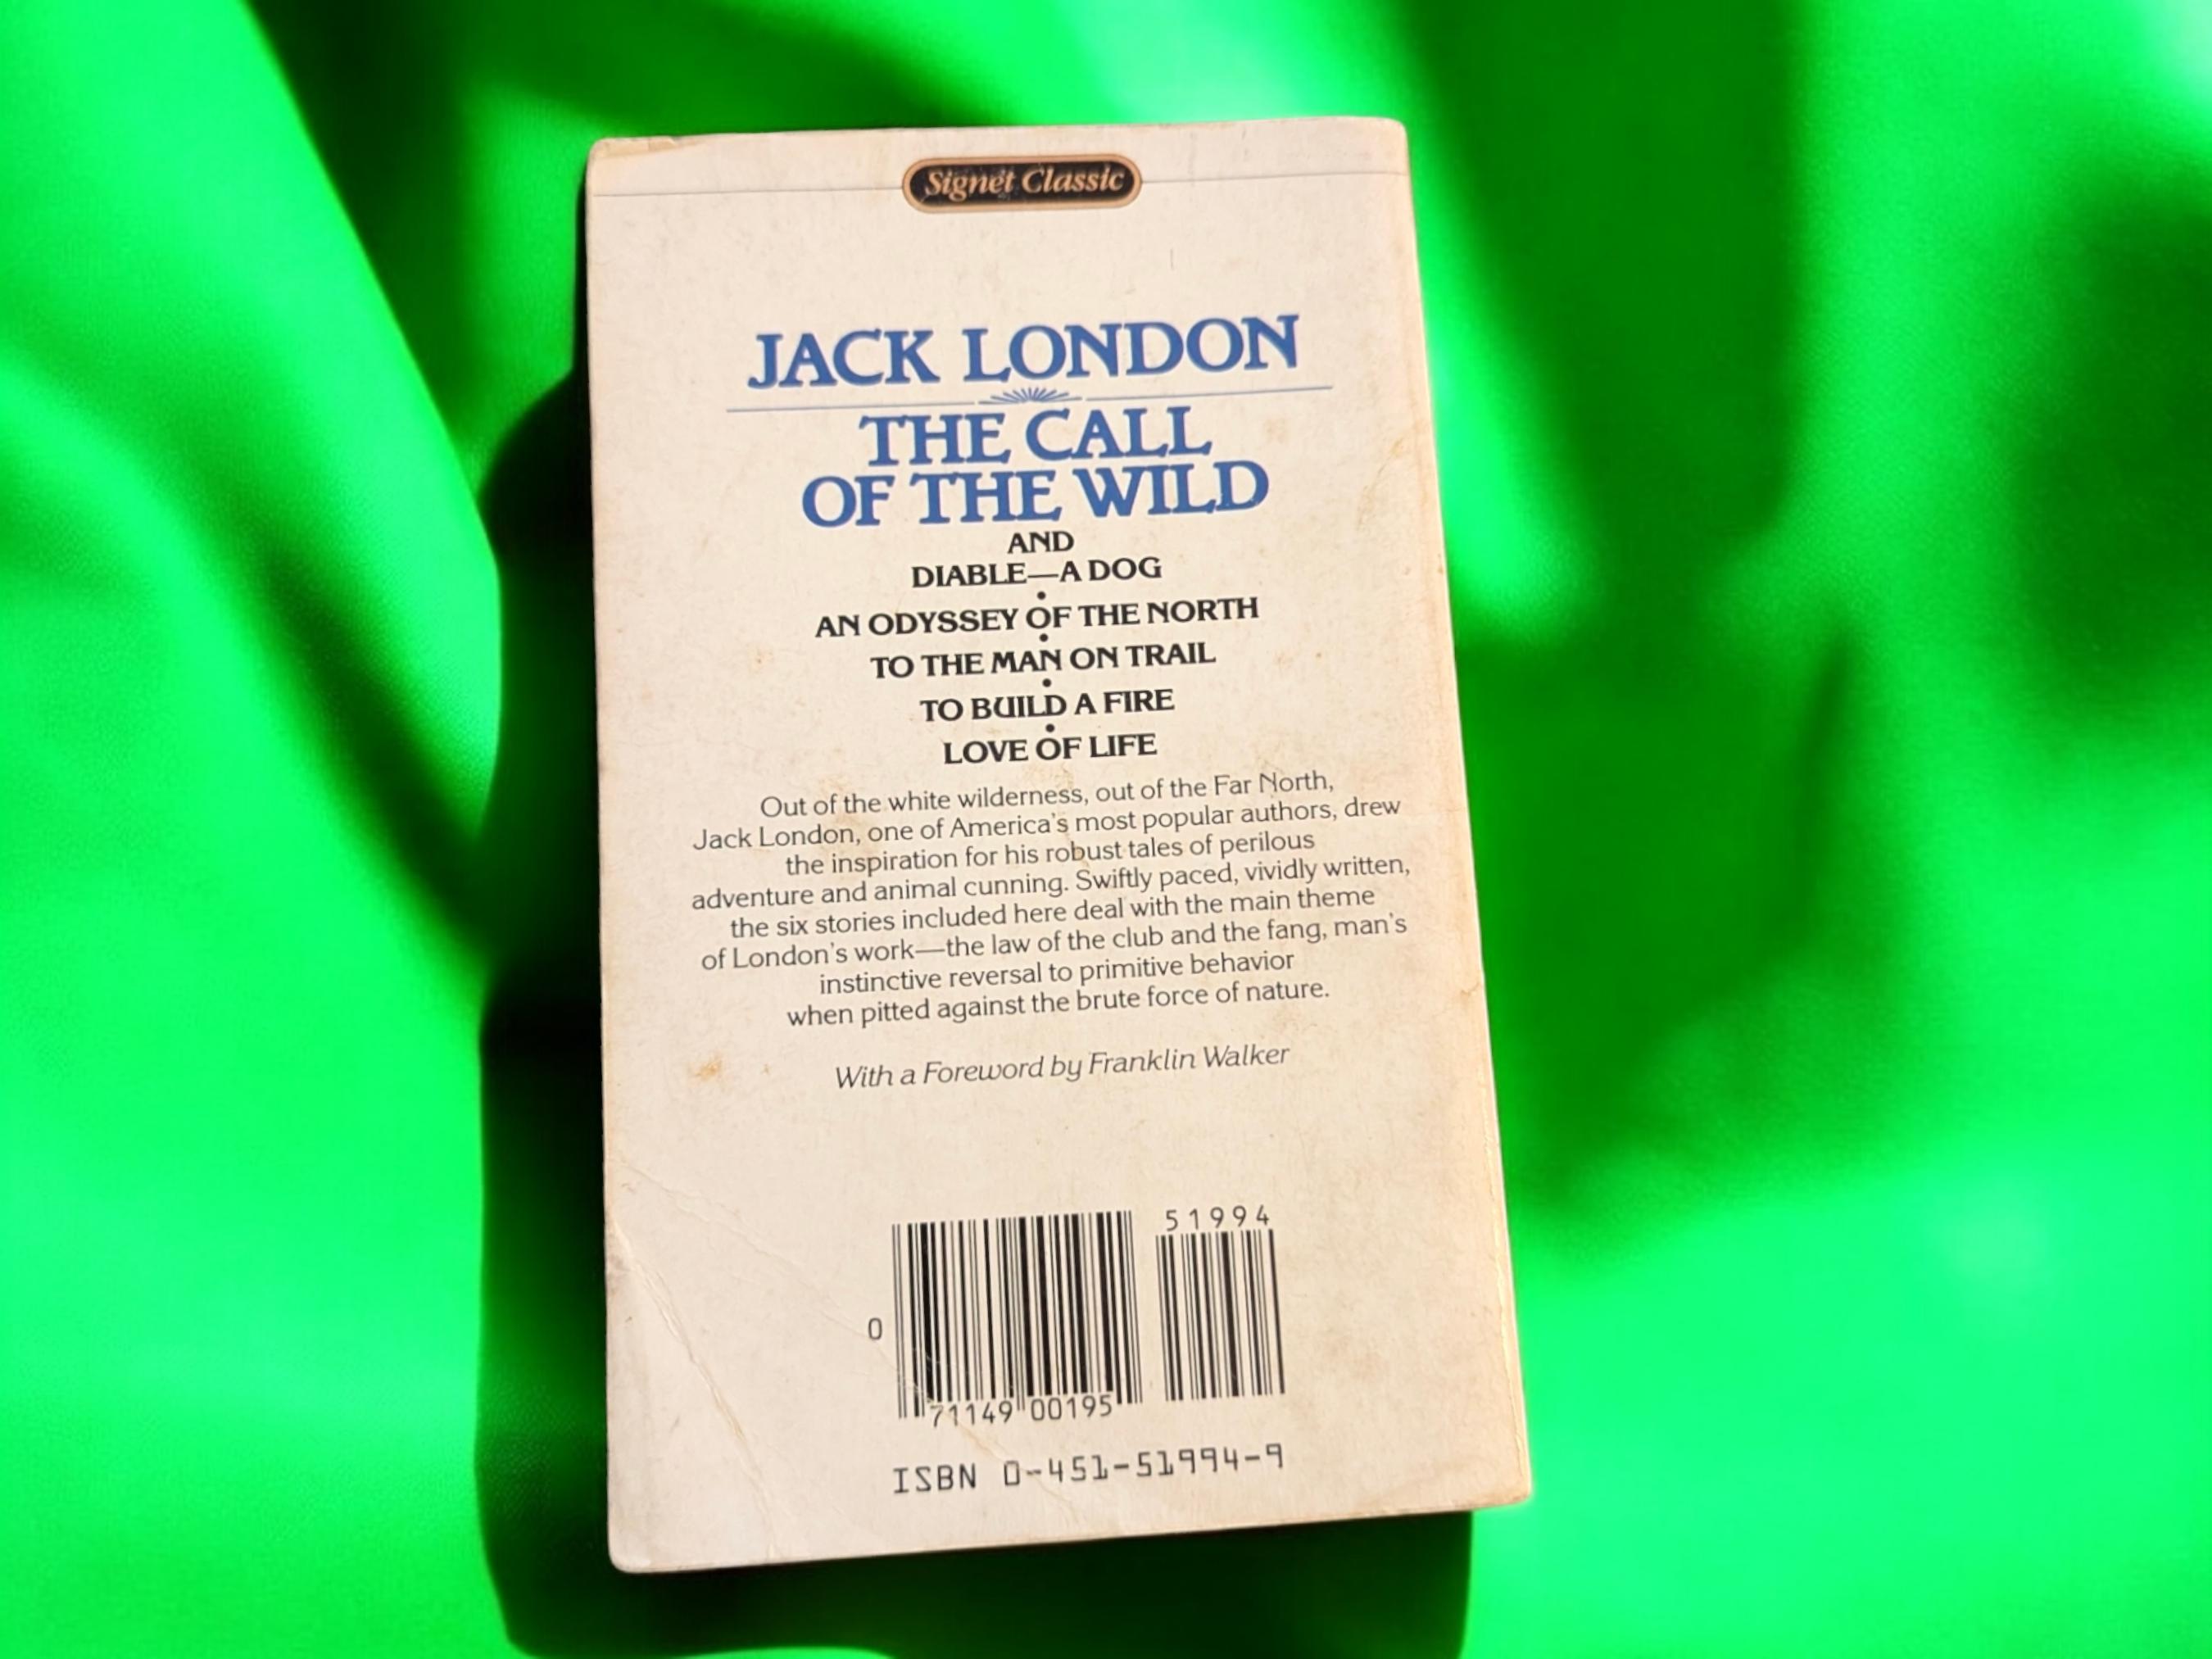 Signet Classic
JACK LONDON
THE CALL
OF THE WILD
AND
DIABLE—A DOG
•
AN ODYSSEY OF THE NORTH
•
TO THE MAN ON TRAIL
•
TO BUILD A FIRE
•
LOVE OF LIFE
Out of the white wilderness, out of the Far North,
Jack London, one of America's most popular authors, drew
the inspiration for his robust tales of perilous
adventure and animal cunning. Swiftly paced, vividly written,
the six stories included here deal with the main theme
of London's work—the law of the club and the fang, man's
instinctive reversal to primitive behavior
when pitted against the brute force of nature.
With a Foreword by Franklin Walker
51994
0
71149 00195
ISBN 0-451-51994-9